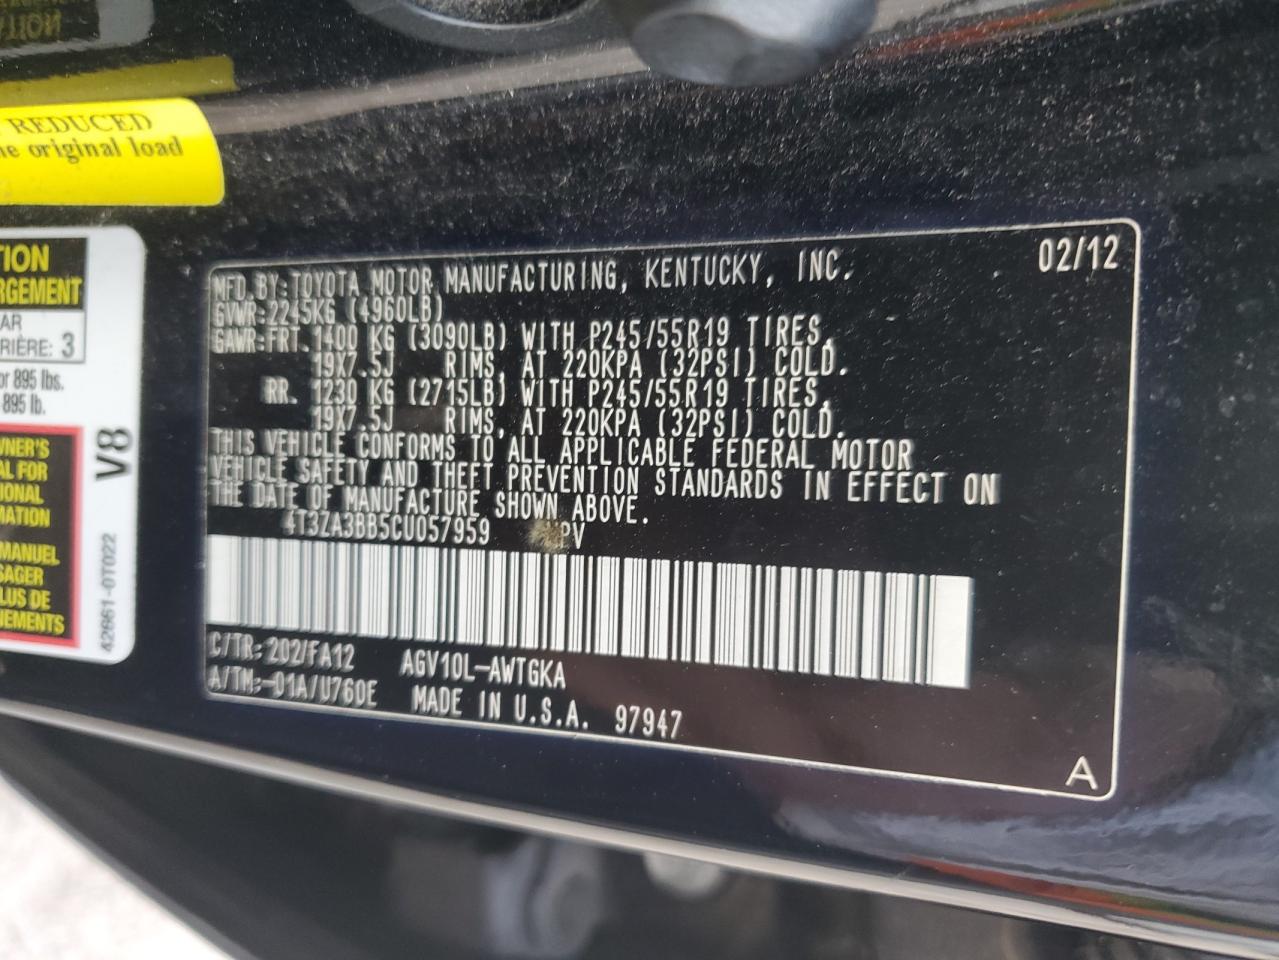 REDUCED
original load
TION
RGEMENT
AR
RIÈRE: 3
or 895 lbs.
895 lb.
WNER'S
AL FOR
IONAL
MATION
MANUEL
SAGER
LUS DE
NEMENTS
V8
42661-0T022
02/12
MFD. BY: TOYOTA MOTOR MANUFACTURING, KENTUCKY, INC.
GVWR: 2245KG (4960LB)
GAWR: FRT. 1400 KG (3090LB) WITH P245/55R19 TIRES,
19X7.5J RIMS, AT 220KPA (32PSI) COLD.
RR. 1230 KG (2715LB) WITH P245/55R19 TIRES,
19X7.5J RIMS, AT 220KPA (32PSI) COLD.
THIS VEHICLE CONFORMS TO ALL APPLICABLE FEDERAL MOTOR
VEHICLE SAFETY AND THEFT PREVENTION STANDARDS IN EFFECT ON
THE DATE OF MANUFACTURE SHOWN ABOVE.
4T3ZA3BB5CU057959 PV
C/TR: 202/FA12 AGV10L-AWTGKA
A/TM:-01A/U760E MADE IN U.S.A. 97947
A